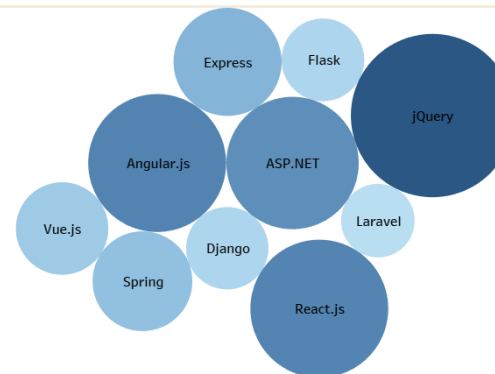 Express
Flask
jQuery
Angular.js
ASP.NET
Vue.js
Django
Laravel
Spring
React.js